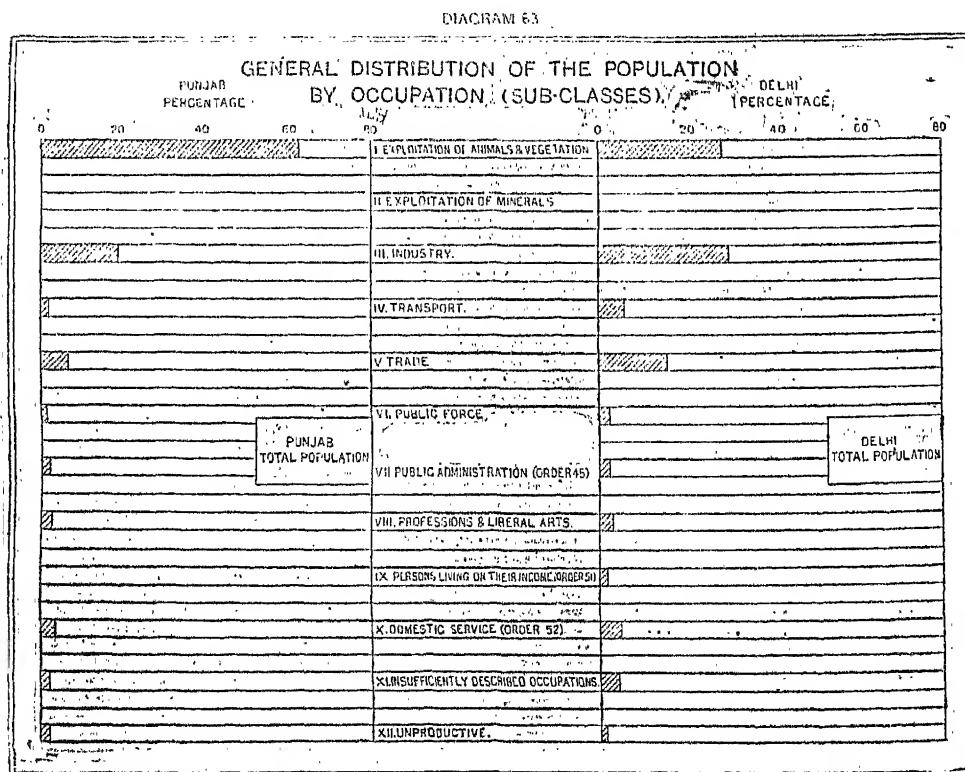 DIAGRAM 63
GENERAL DISTRIBUTION OF THE POPULATION
BY OCCUPATION, (SUB-CLASSES)
PUNJAB
PERCENTAGE
DELHI
(PERCENTAGE)
0 20 40 60 80
0 20 40 60 80
I EXPLOITATION OF ANIMALS & VEGETATION
II EXPLOITATION OF MINERALS
III. INDUSTRY.
IV. TRANSPORT.
V TRADE
VI. PUBLIC FORCE.
PUNJAB
TOTAL POPULATION
DELHI
TOTAL POPULATION
VII PUBLIC ADMINISTRATION (ORDER 45)
VIII. PROFESSIONS & LIBERAL ARTS.
IX. PERSONS LIVING ON THEIR INCOME (ORDER 51)
X. DOMESTIC SERVICE (ORDER 52)
XI. INSUFFICIENTLY DESCRIBED OCCUPATIONS.
XII. UNPRODUCTIVE.